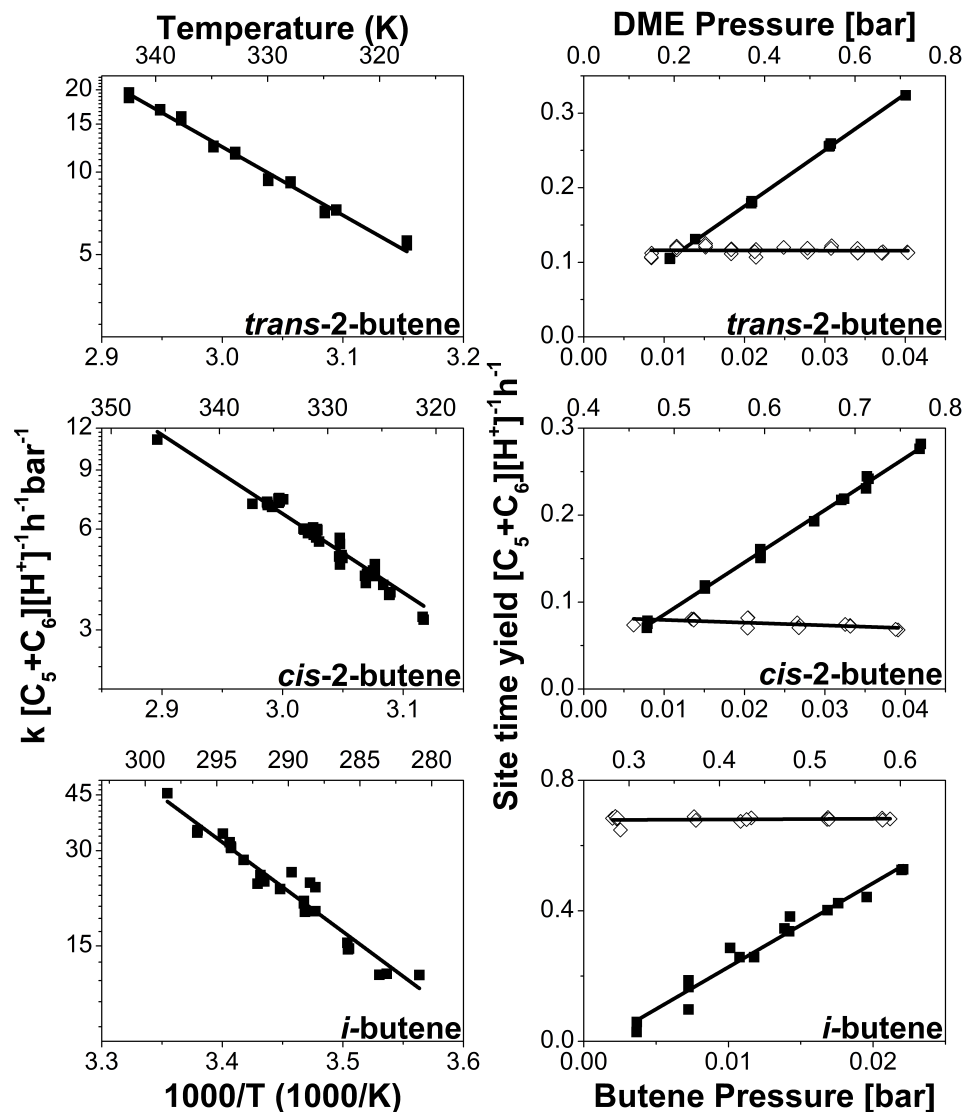 Temperature (K)
DME Pressure [bar]
340 330 320
0.0 0.2 0.4 0.6 0.8
20
15
10
5
trans-2-butene
2.9 3.0 3.1 3.2
0.3
0.2
0.1
0.0
trans-2-butene
0.00 0.01 0.02 0.03 0.04
350 340 330 320
0.4 0.5 0.6 0.7 0.8
12
9
6
3
cis-2-butene
2.9 3.0 3.1
0.3
0.2
0.1
0.0
cis-2-butene
0.00 0.01 0.02 0.03 0.04
k [C₅+C₆][H⁺]⁻¹h⁻¹bar⁻¹
Site time yield [C₅+C₆][H⁺]⁻¹h⁻¹
298 295 292 289 286 283 280
0.3 0.4 0.5 0.6
45
30
15
i-butene
3.3 3.4 3.5 3.6
0.8
0.4
0.0
i-butene
0.00 0.01 0.02
1000/T (1000/K)
Butene Pressure [bar]